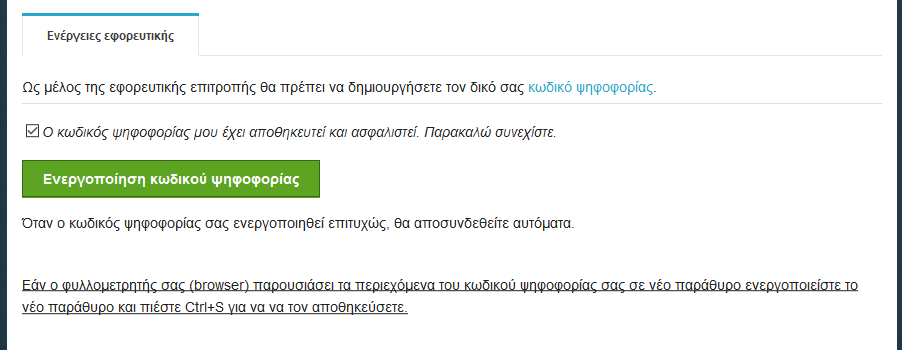 Ενέργειες εφορευτικής
Ως μέλος της εφορευτικής επιτροπής θα πρέπει να δημιουργήσετε τον δικό σας κωδικό ψηφοφορίας.
Ο κωδικός ψηφοφορίας μου έχει αποθηκευτεί και ασφαλιστεί. Παρακαλώ συνεχίστε.
Ενεργοποίηση κωδικού ψηφοφορίας
Όταν ο κωδικός ψηφοφορίας σας ενεργοποιηθεί επιτυχώς, θα αποσυνδεθείτε αυτόματα.
Εάν ο φυλλομετρητής σας (browser) παρουσιάσει τα περιεχόμενα του κωδικού ψηφοφορίας σας σε νέο παράθυρο ενεργοποιείστε το
νέο παράθυρο και πιέστε Ctrl+S για να να τον αποθηκεύσετε.